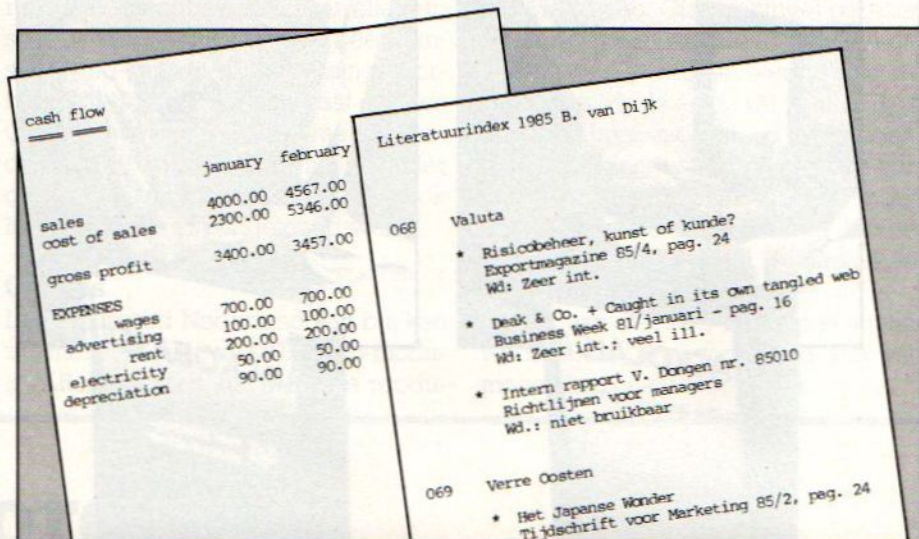 cash flow
january february
sales 4000.00 4567.00
cost of sales 2300.00 5346.00
gross profit 3400.00 3457.00
EXPENSES
wages 700.00 700.00
advertising 100.00 100.00
rent 200.00 200.00
electricity 50.00 50.00
depreciation 90.00 90.00
Literatuurindex 1985 B. van Dijk
068 Valuta
* Risicobeheer, kunst of kunde?
Exportmagazine 85/4, pag. 24
Wd: Zeer int.
* Deak & Co. + Caught in its own tangled web
Business Week 81/januari - pag. 16
Wd: Zeer int.; veel ill.
* Intern rapport V. Dongen nr. 85010
Richtlijnen voor managers
Wd.: niet bruikbaar
069 Verre Oosten
* Het Japanse Wonder
Tijdschrift voor Marketing 85/2, pag. 24